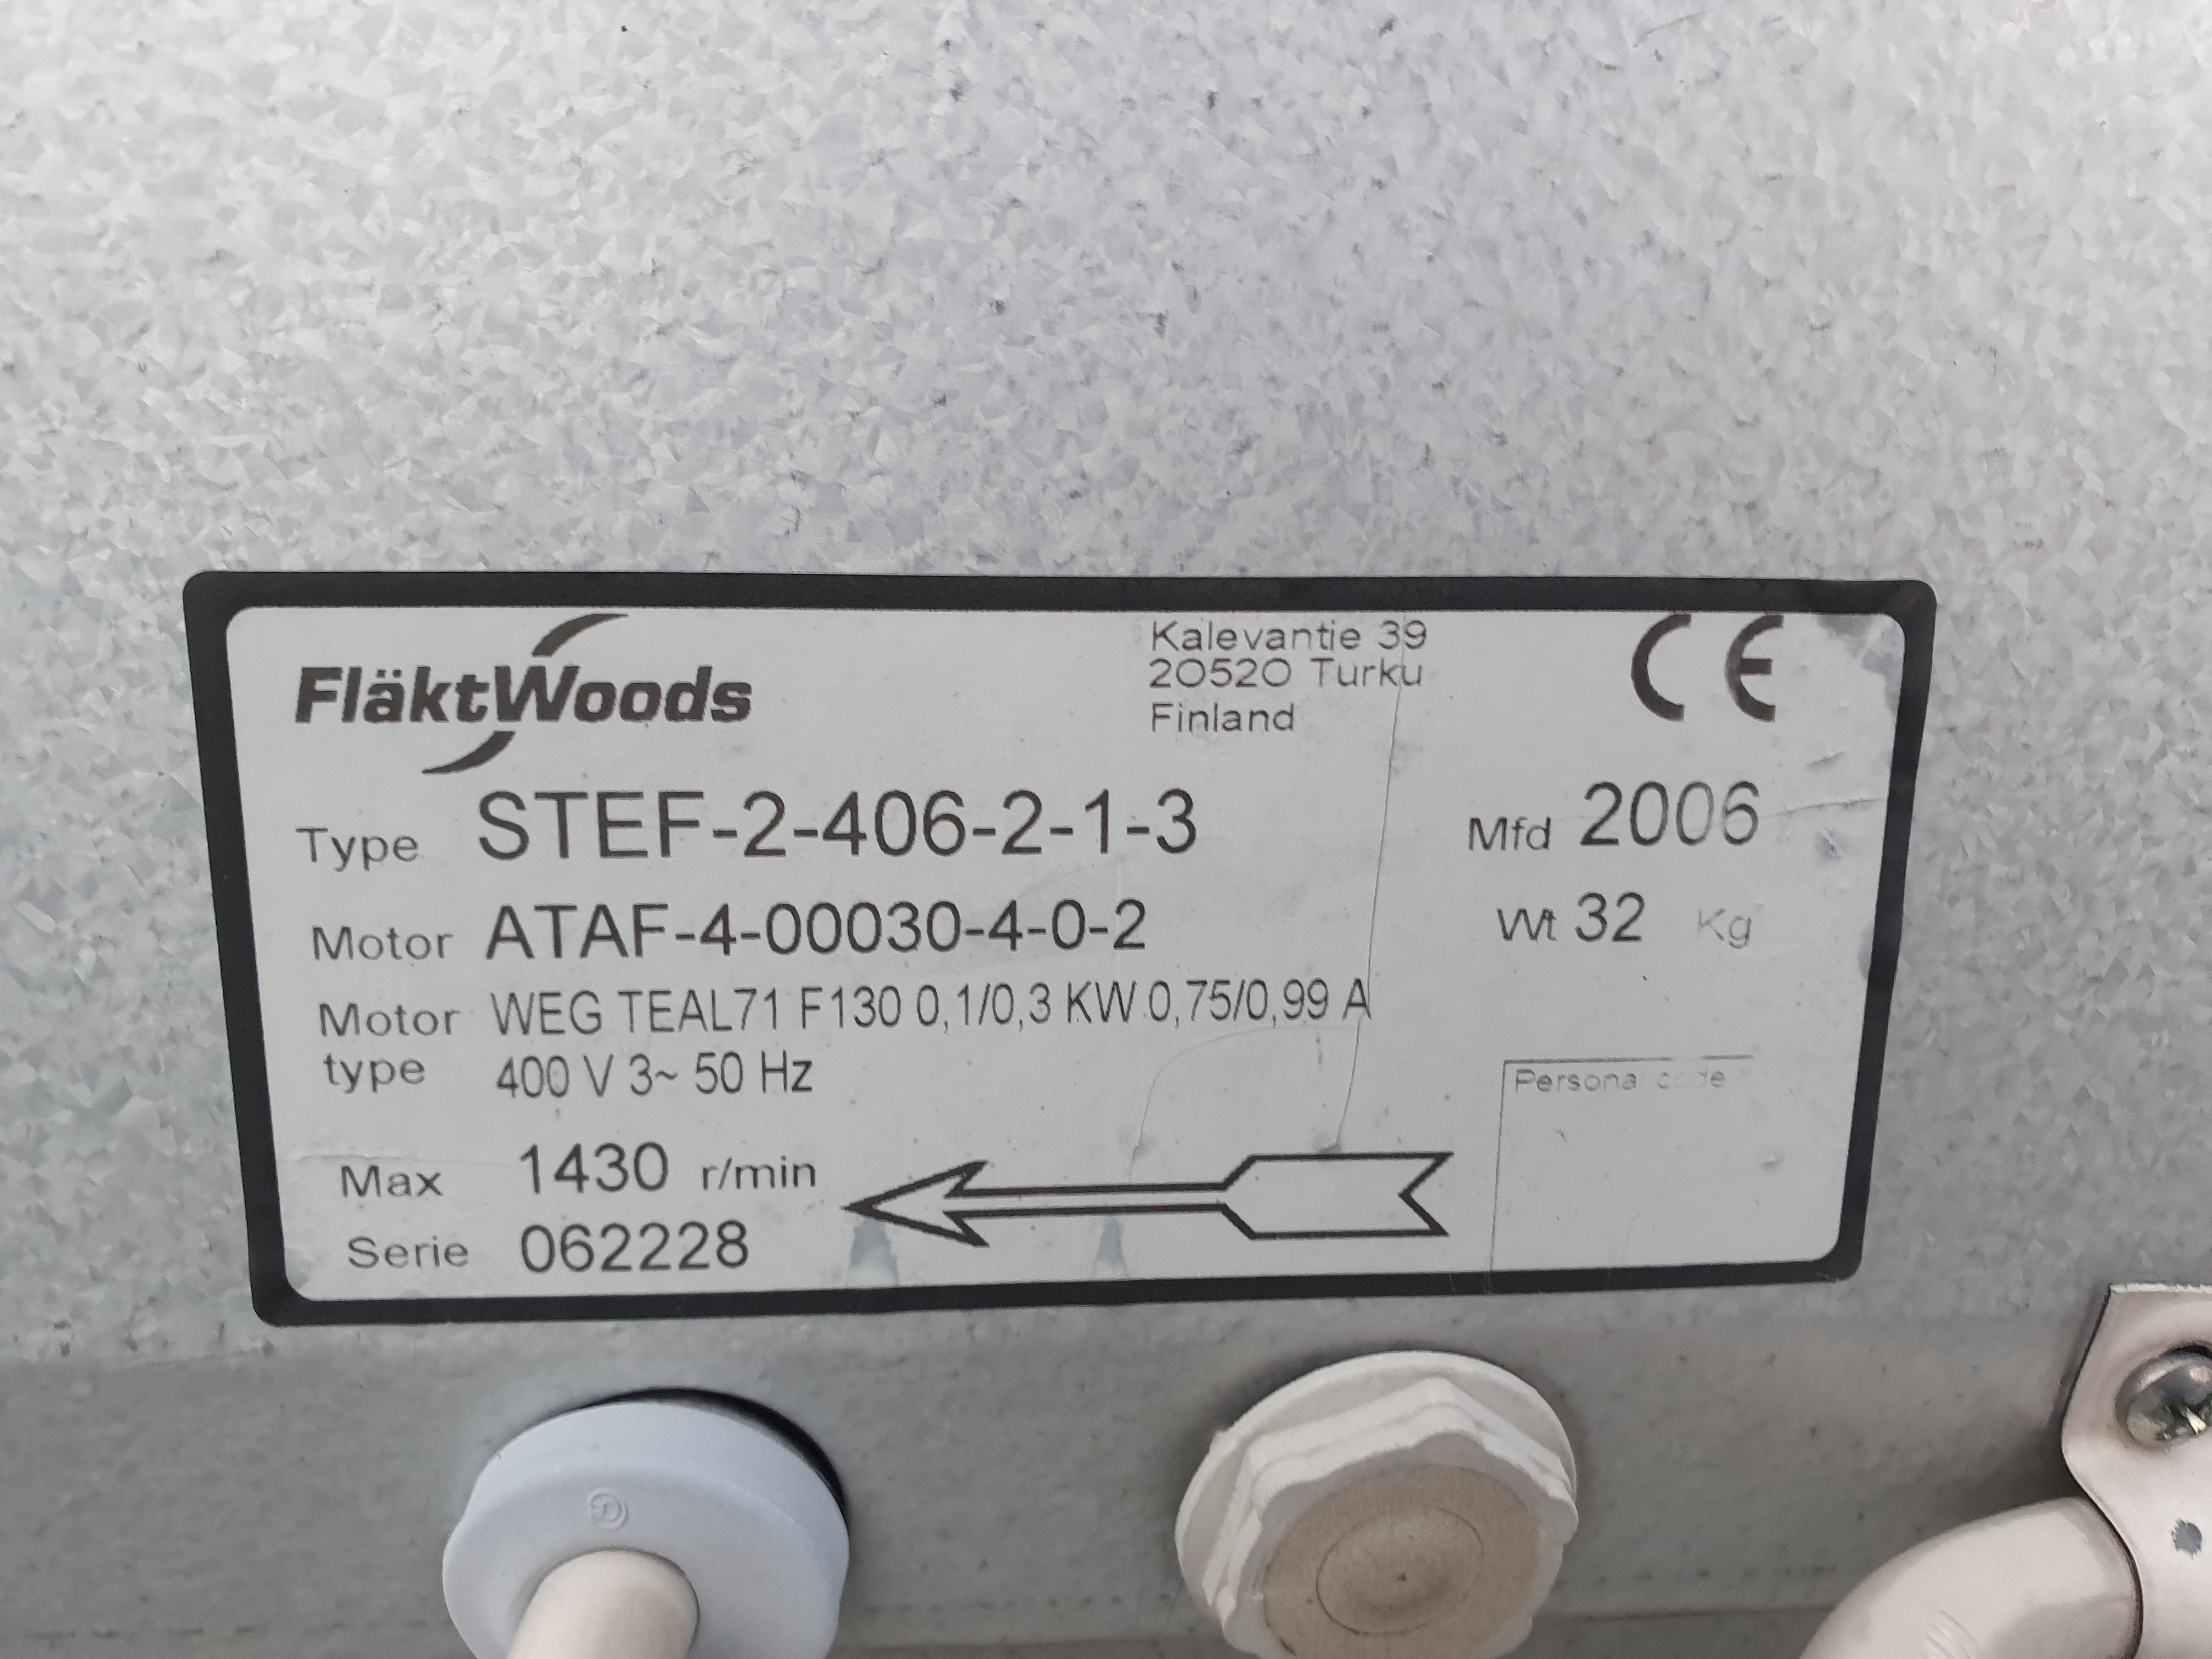 FläktWoods
Kalevantie 39
20520 Turku
Finland
CE
Type STEF-2-406-2-1-3
Mfd 2006
Motor ATAF-4-00030-4-0-2
Wt 32 Kg
Motor type WEG TEAL71 F130 0,1/0,3 KW 0,75/0,99 A
400 V 3~ 50 Hz
Personal code
Max 1430 r/min
Serie 062228